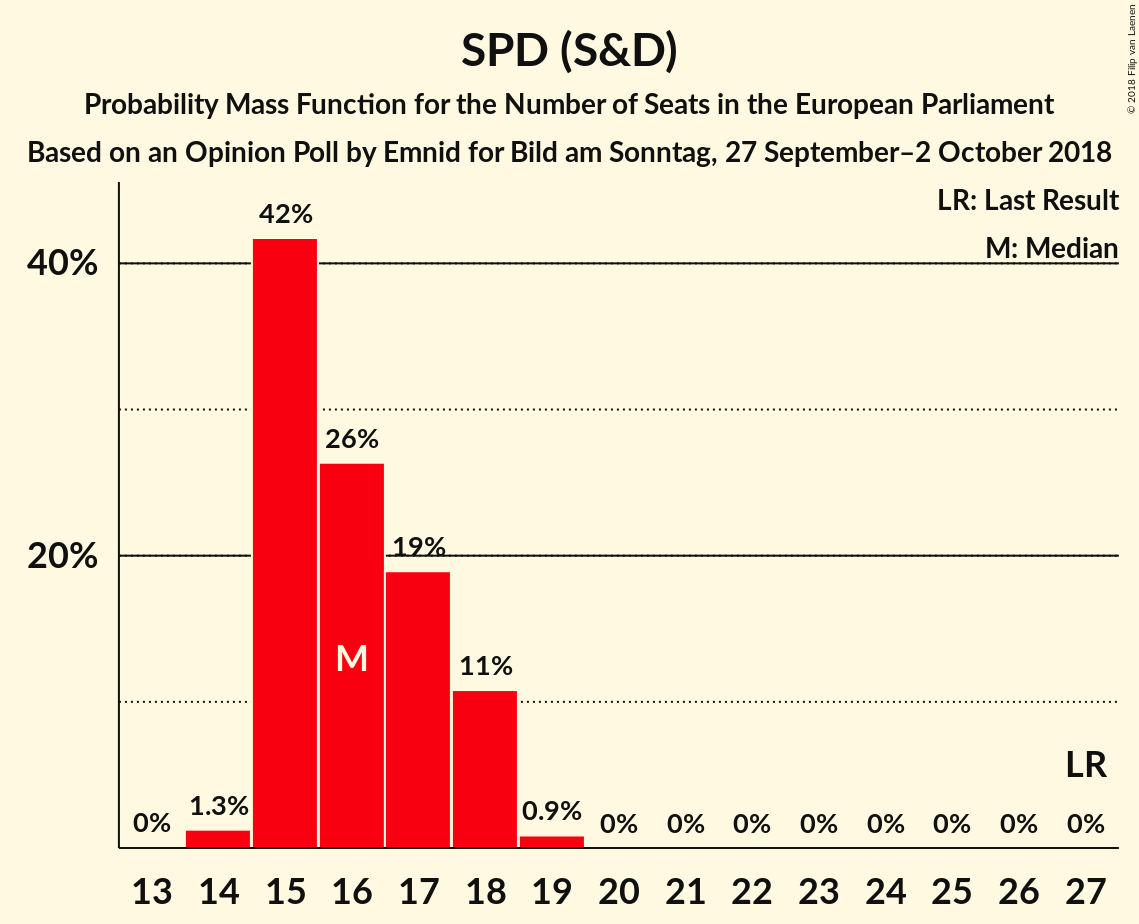 SPD (S&D)
Probability Mass Function for the Number of Seats in the European Parliament
Based on an Opinion Poll by Emnid for Bild am Sonntag, 27 September–2 October 2018
© 2018 Filip van Laenen
LR: Last Result
M: Median
40%
20%
0%
1.3%
42%
26%
19%
11%
0.9%
0%
0%
0%
0%
0%
0%
0%
0%
M
LR
13 14 15 16 17 18 19 20 21 22 23 24 25 26 27